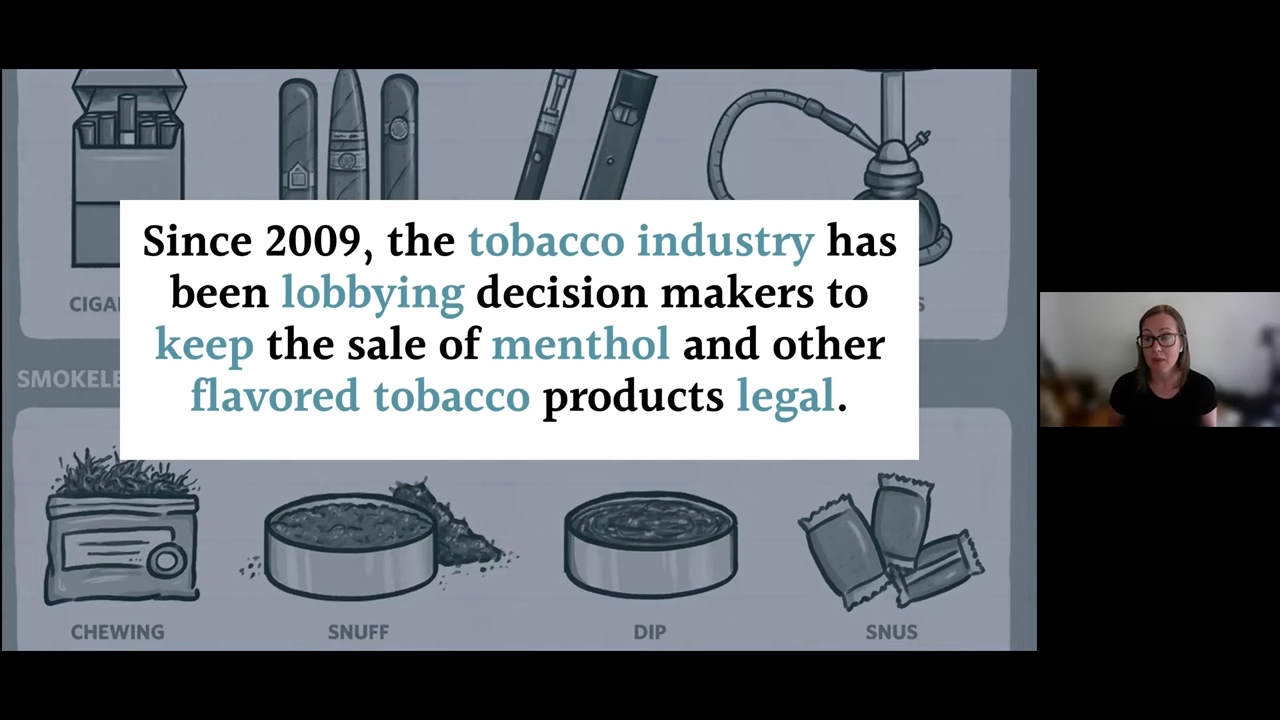 Since 2009, the tobacco industry has
been lobbying decision makers to
keep the sale of menthol and other
flavored tobacco products legal.
CHEWING
SNUFF
DIP
SNUS